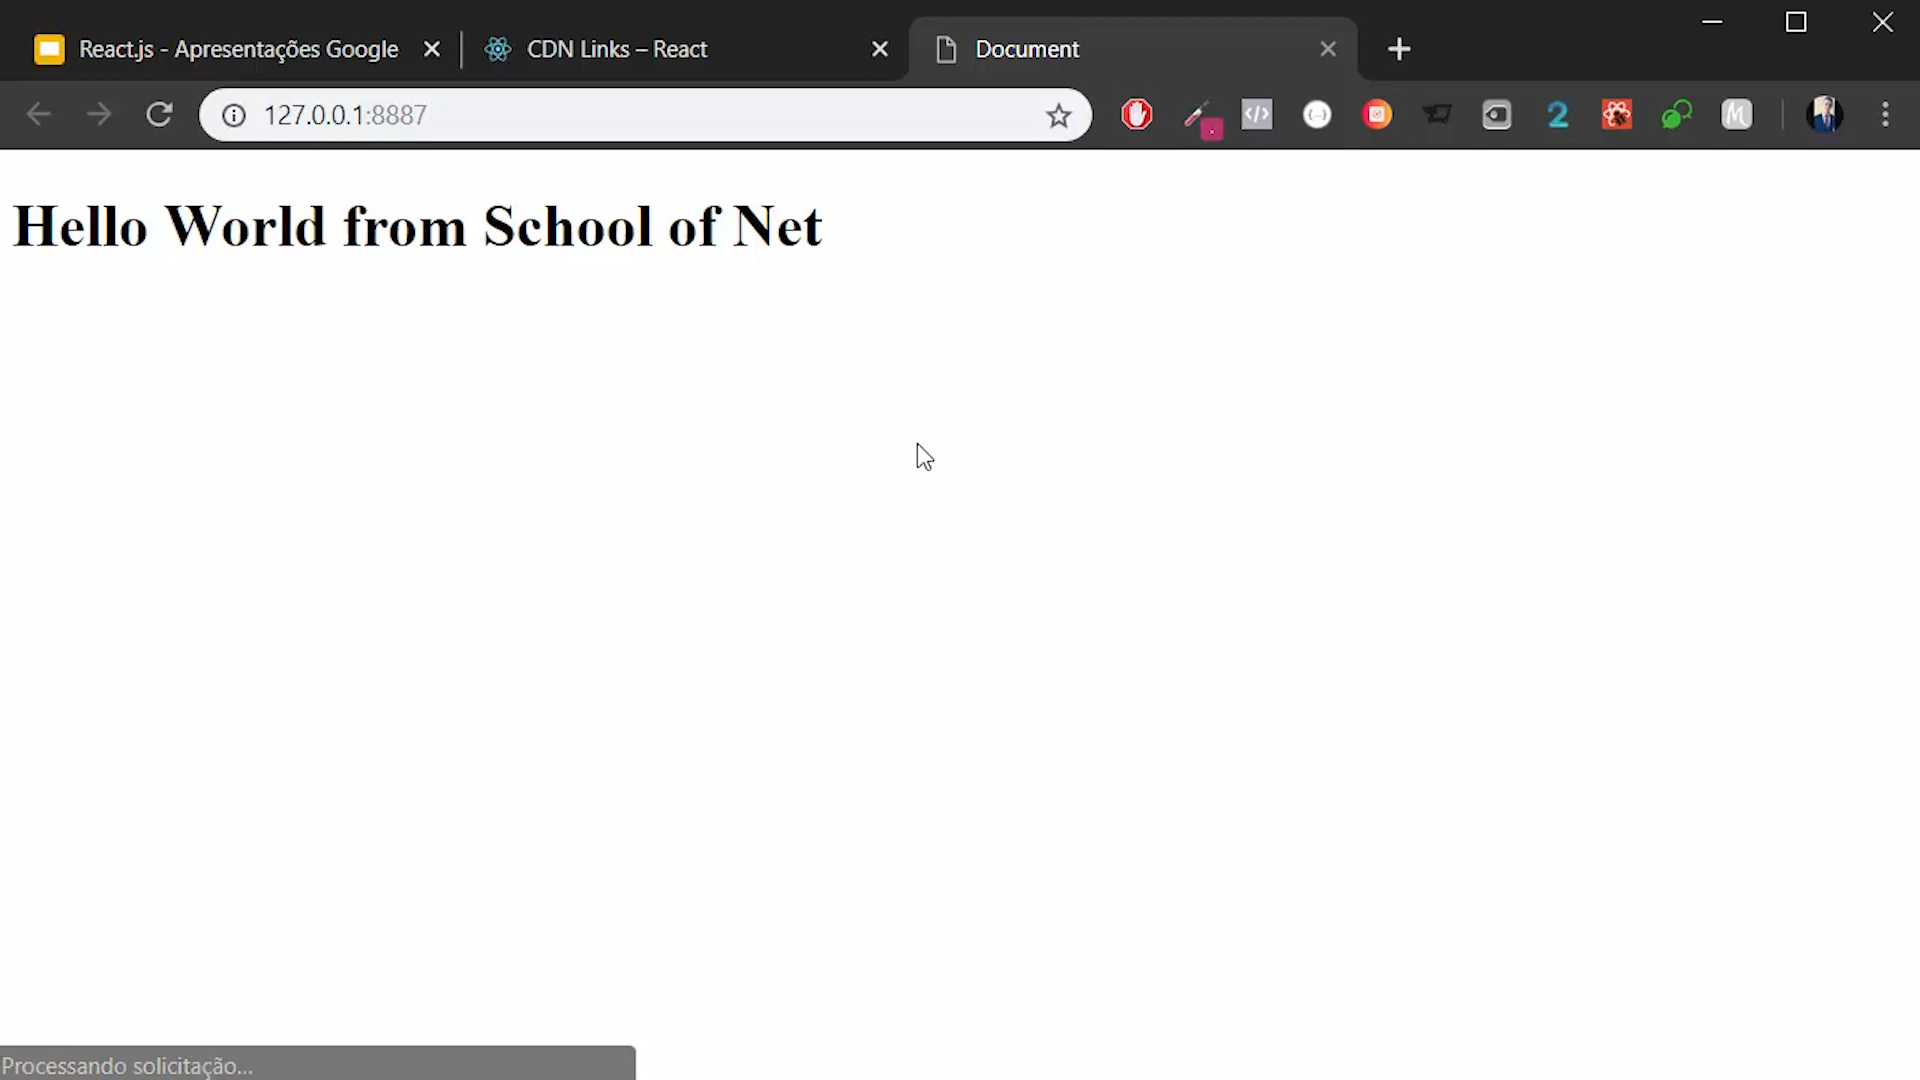 React.js - Apresentações Google
CDN Links – React
Document
127.0.0.1:8887
2
Hello World from School of Net
Processando solicitação...